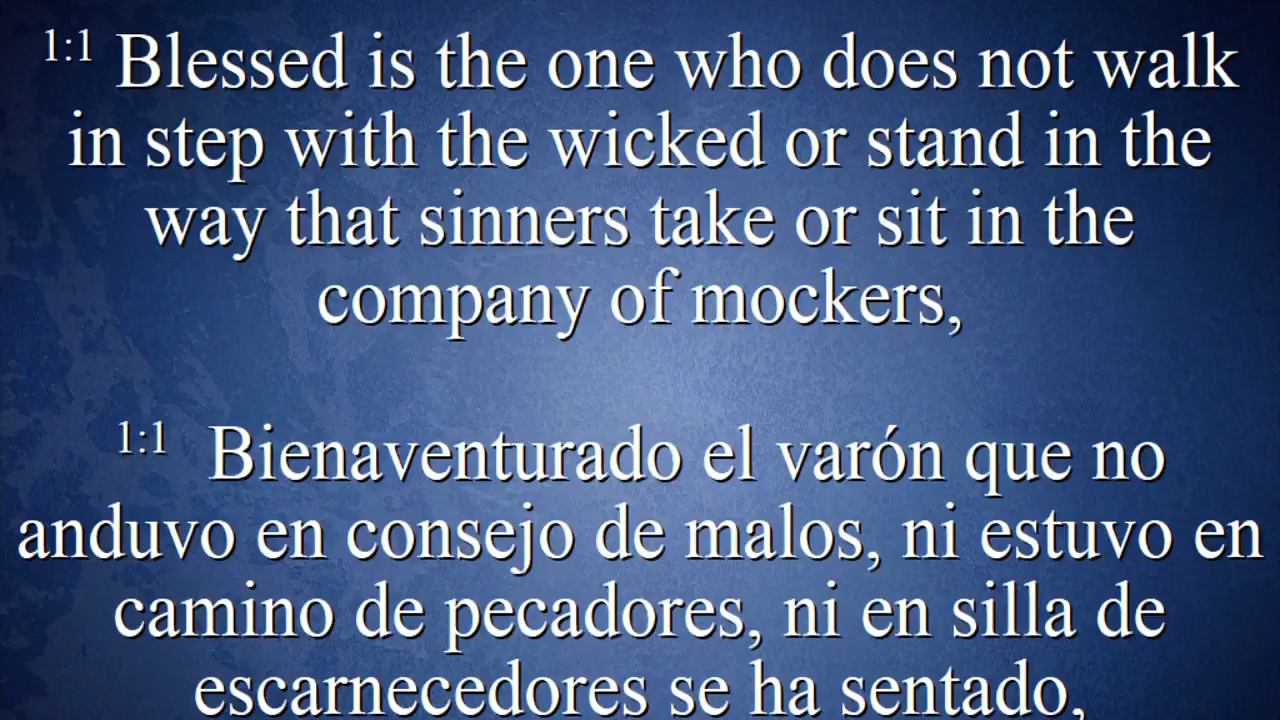 1:1 Blessed is the one who does not walk
in step with the wicked or stand in the
way that sinners take or sit in the
company of mockers,
1:1 Bienaventurado el varón que no
anduvo en consejo de malos, ni estuvo en
camino de pecadores, ni en silla de
escarnecedores se ha sentado,